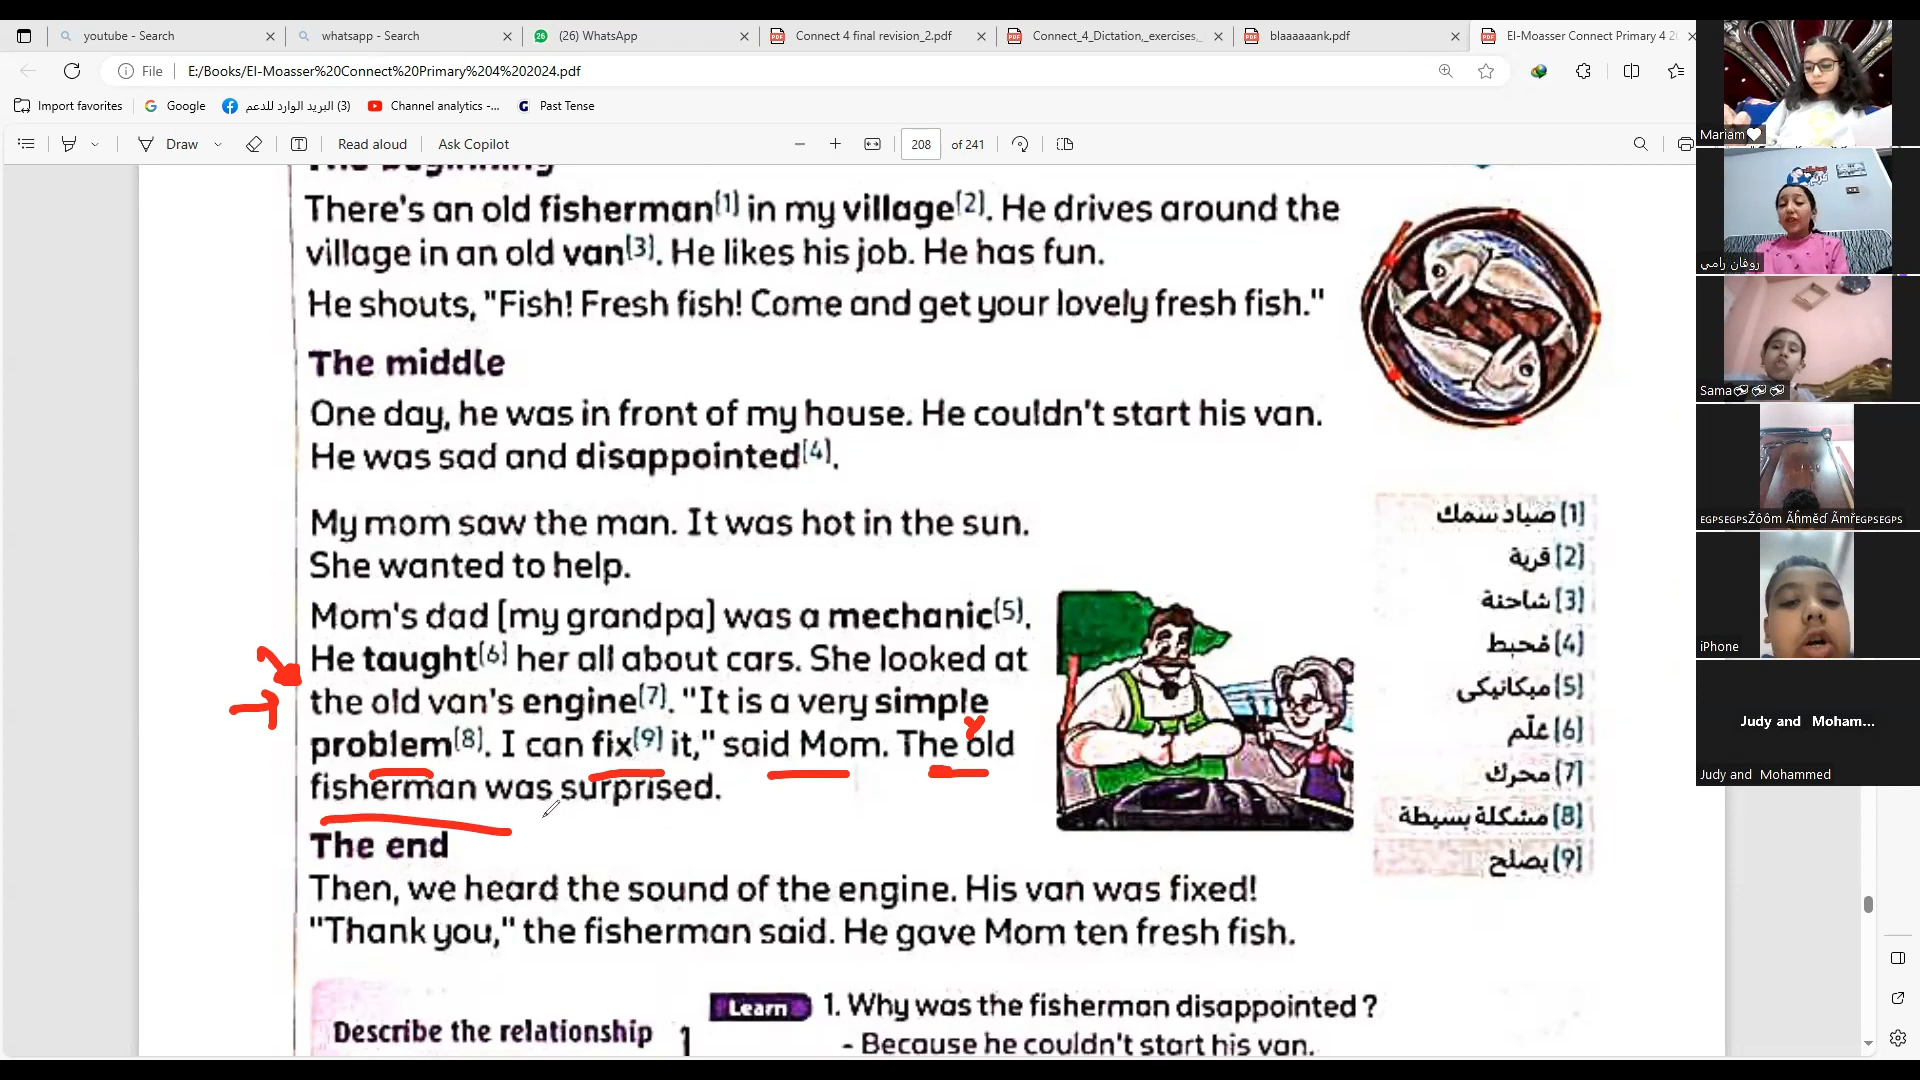 youtube - Search
whatsapp - Search
(26) WhatsApp
Connect 4 final revision_2.pdf
Connect_4_Dictation,_exercises,_
blaaaaaank.pdf
El-Moasser Connect Primary 4 2
File
E:/Books/El-Moasser%20Connect%20Primary%204%202024.pdf
Import favorites
Google
(3) البريد الوارد للدعم
Channel analytics -...
Past Tense
Draw
Read aloud
Ask Copilot
208 of 241
The beginning
There's an old fisherman[1] in my village[2]. He drives around the
village in an old van[3]. He likes his job. He has fun.
He shouts, "Fish! Fresh fish! Come and get your lovely fresh fish."
The middle
One day, he was in front of my house. He couldn't start his van.
He was sad and disappointed[4].
My mom saw the man. It was hot in the sun.
She wanted to help.
Mom's dad [my grandpa] was a mechanic[5].
He taught[6] her all about cars. She looked at
the old van's engine[7]. "It is a very simple
problem[8]. I can fix[9] it," said Mom. The old
fisherman was surprised.
The end
Then, we heard the sound of the engine. His van was fixed!
"Thank you," the fisherman said. He gave Mom ten fresh fish.
[1] صياد سمك
[2] قرية
[3] شاحنة
[4] مُحبط
[5] ميكانيكى
[6] علّم
[7] محرك
[8] مشكلة بسيطة
[9] يصلح
Describe the relationship
1
Learn
1. Why was the fisherman disappointed ?
- Because he couldn't start his van.
Mariam🤍
روفان رامي
Sama
iPhone
Judy and Moham...
Judy and Mohammed